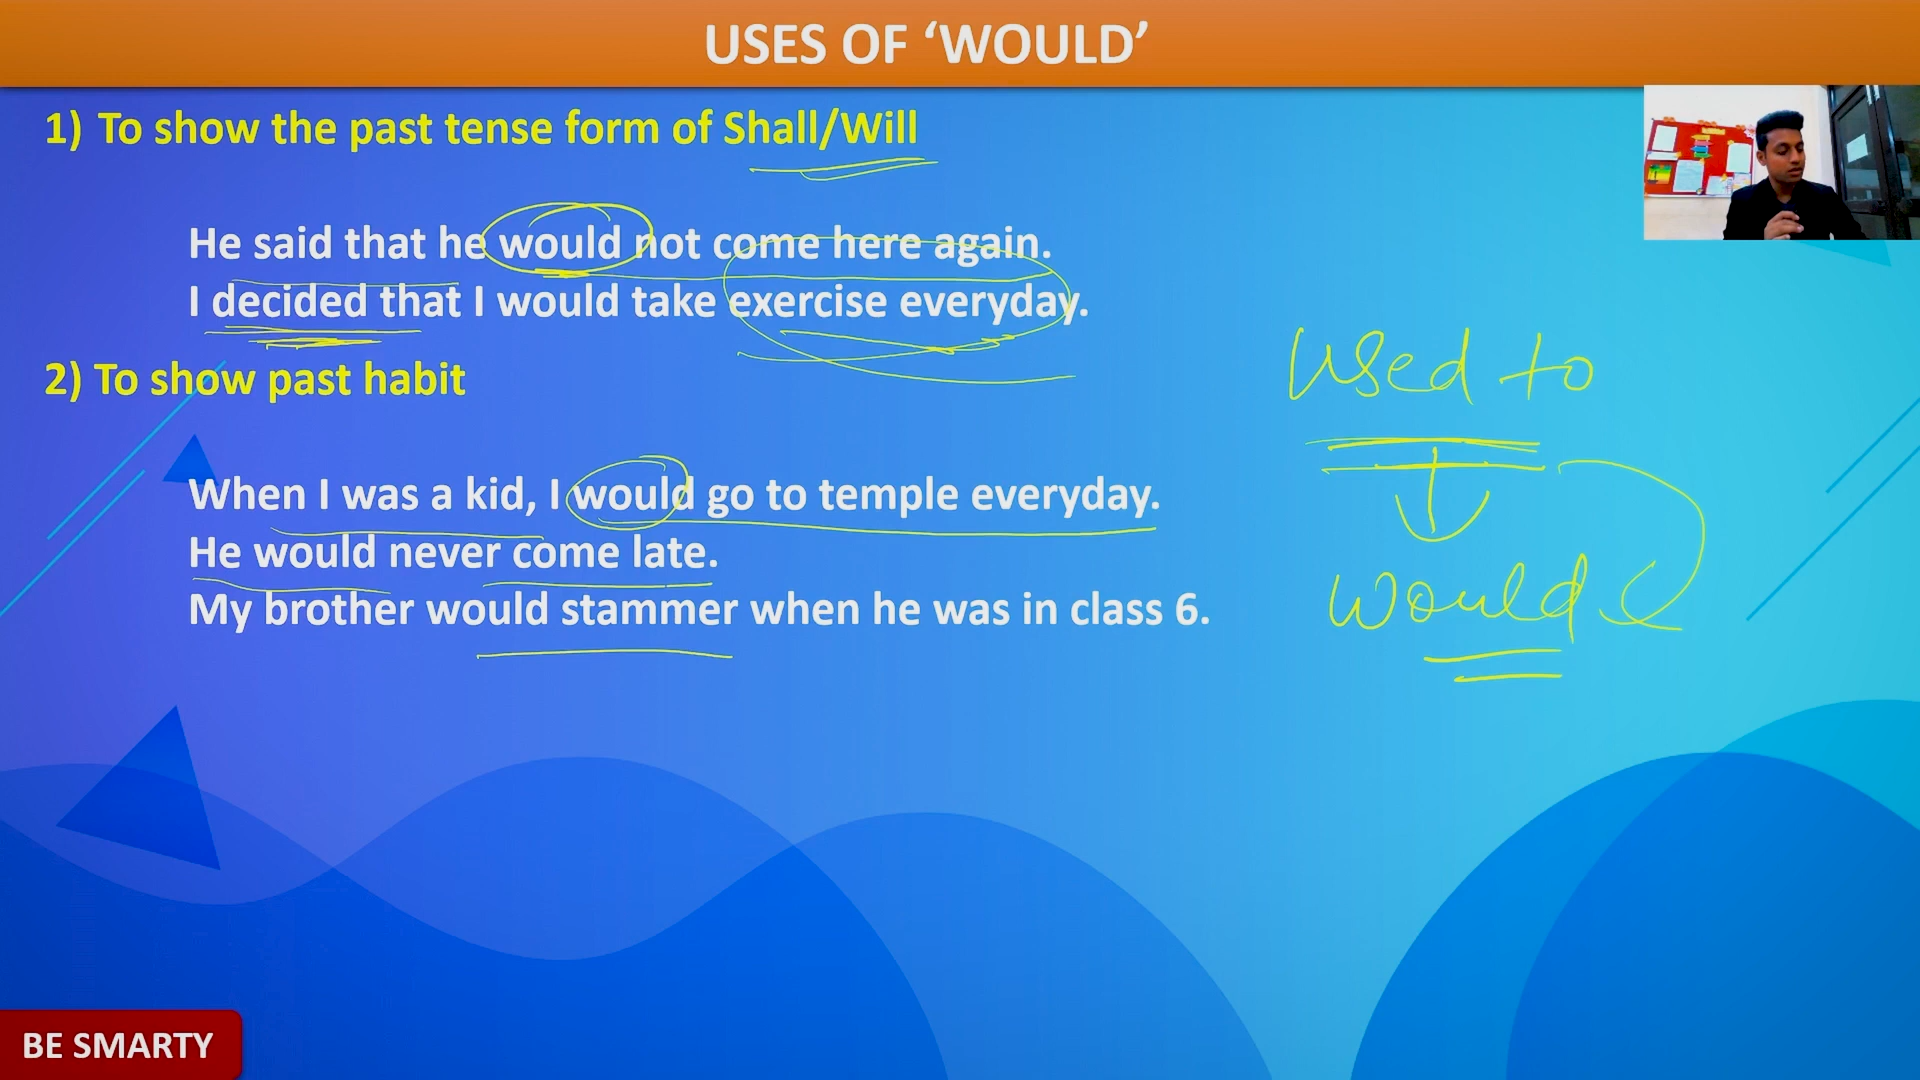 USES OF ‘WOULD’
1) To show the past tense form of Shall/Will
He said that he would not come here again.
I decided that I would take exercise everyday.
2) To show past habit
When I was a kid, I would go to temple everyday.
He would never come late.
My brother would stammer when he was in class 6.
Used to
Would
BE SMARTY